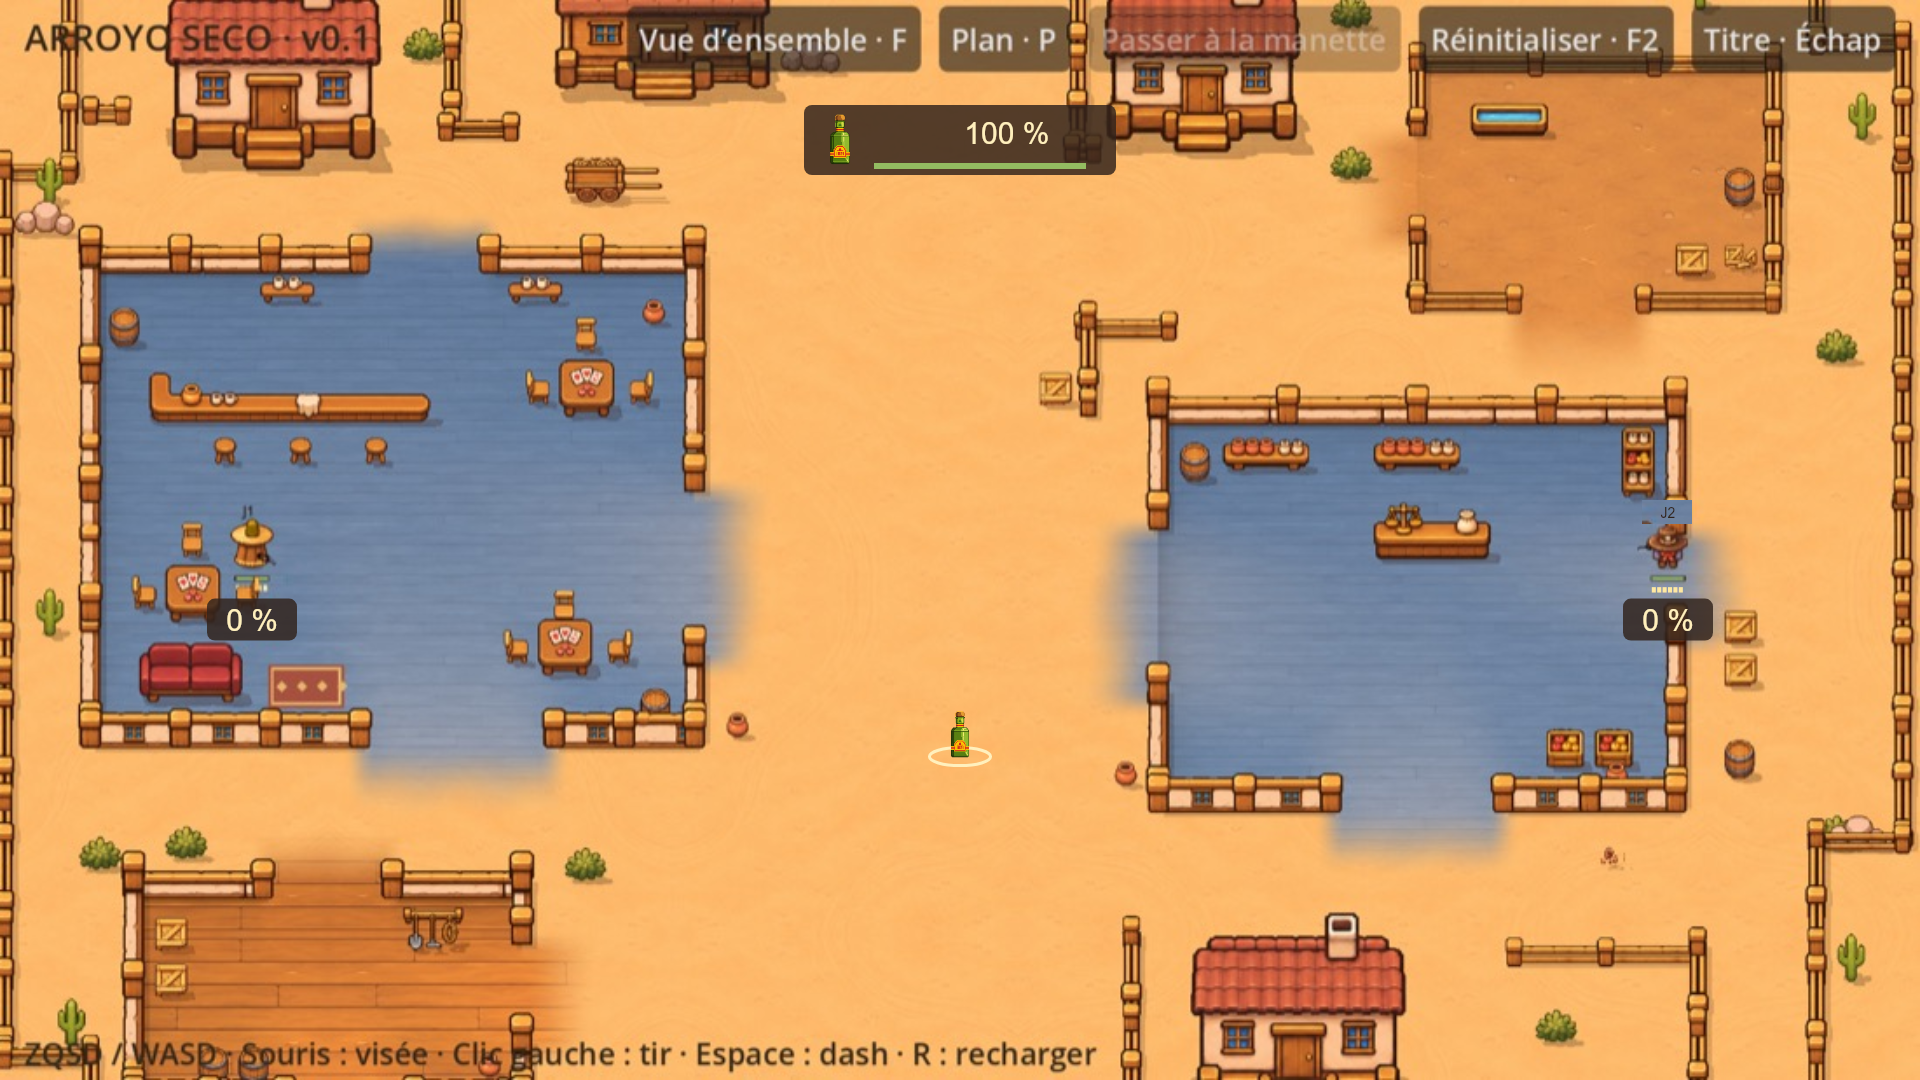 ARROYO SECO · v0.1
Vue d'ensemble · F
Plan · P
Passer à la manette
Réinitialiser · F2
Titre · Échap
100 %
J1
J2
0 %
0 %
ZQSD / WASD · Souris : visée · Clic gauche : tir · Espace : dash · R : recharger